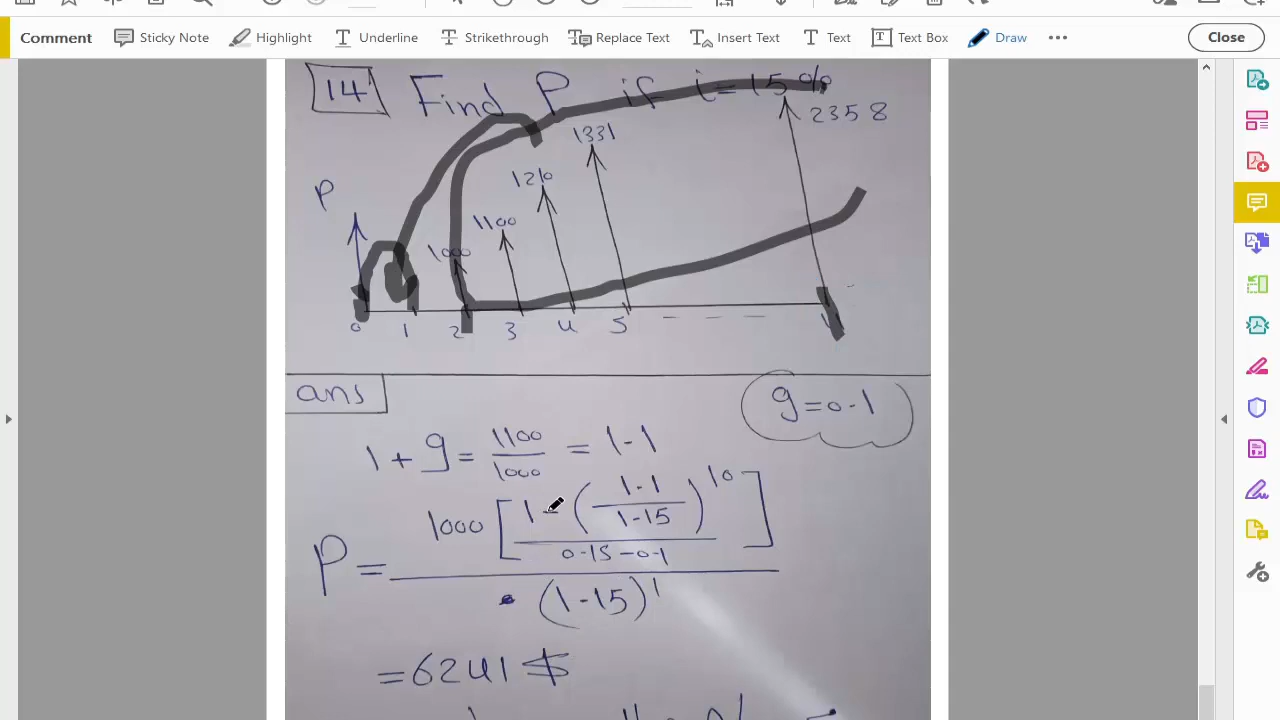 Comment Sticky Note Highlight Underline Strikethrough Replace Text Insert Text Text Text Box Draw Close
14 Find P if i = 15%
2358
1331
1210
P
1100
1000
0 1 2 3 4 5 - - -
ans
g = 0.1
1 + g = 1100/1000 = 1.1
P = 1000 [ (1 - (1.1/1.15)^10) / (0.15 - 0.1) ] / (1.15)^1
= 6241 $